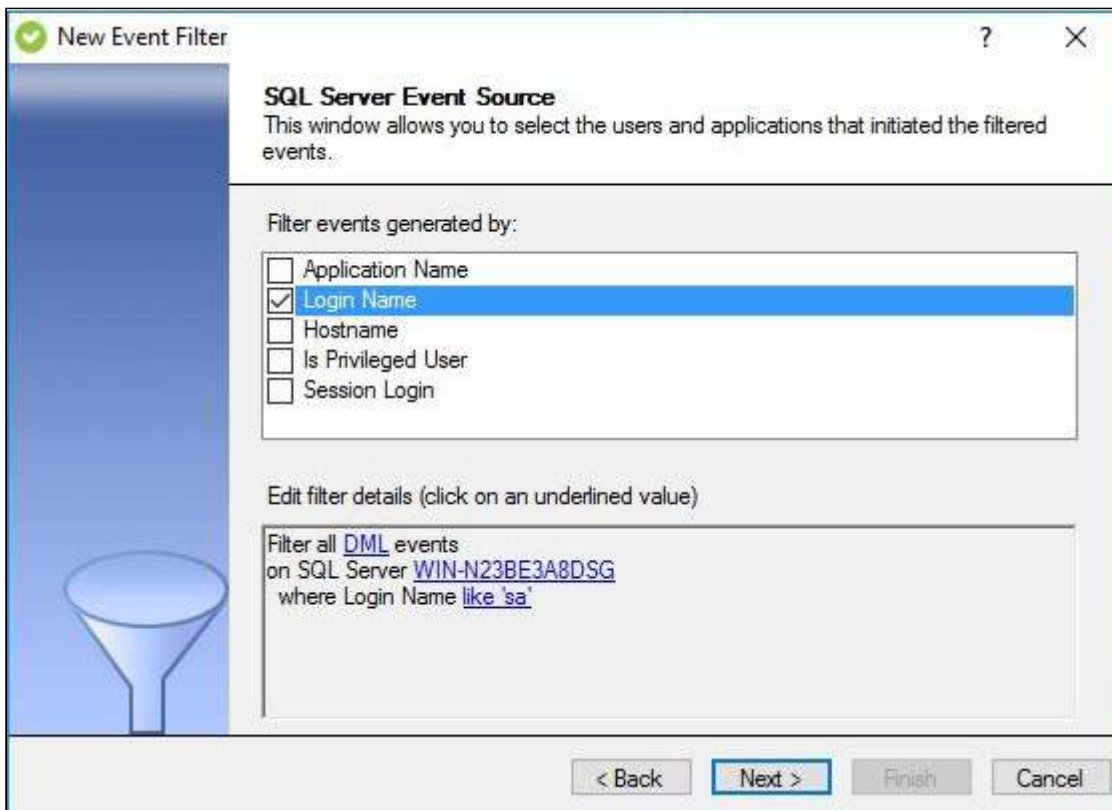 New Event Filter
?
SQL Server Event Source
This window allows you to select the users and applications that initiated the filtered
events.
Filter events generated by:
Application Name
Login Name
Hostname
Is Privileged User
Session Login
Edit filter details (click on an underlined value)
Filter all DML events
on SQL Server WIN-N23BE3A8DSG
where Login Name like 'sa'
< Back
Next >
Finish
Cancel